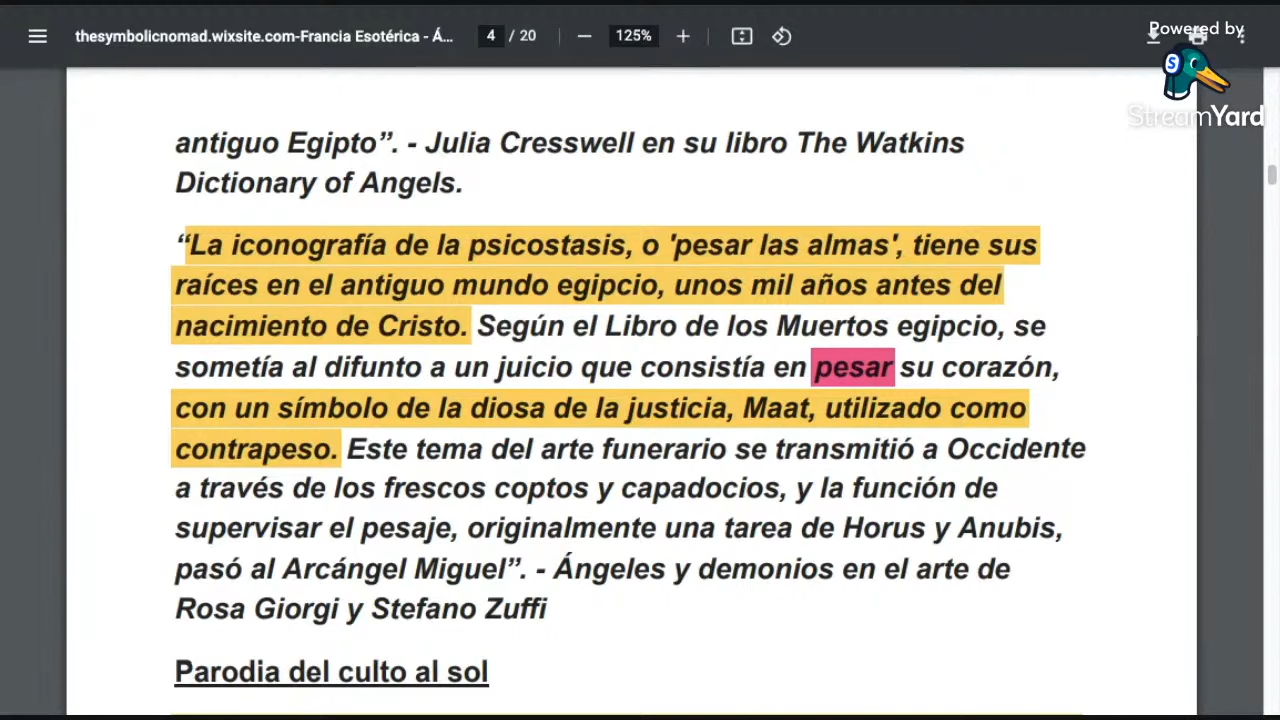 thesymbolicnomad.wixsite.com-Francia Esotérica - Á... 4 / 20 125%
Powered by
StreamYard
antiguo Egipto”. - Julia Cresswell en su libro The Watkins
Dictionary of Angels.
“La iconografía de la psicostasis, o 'pesar las almas', tiene sus
raíces en el antiguo mundo egipcio, unos mil años antes del
nacimiento de Cristo. Según el Libro de los Muertos egipcio, se
sometía al difunto a un juicio que consistía en pesar su corazón,
con un símbolo de la diosa de la justicia, Maat, utilizado como
contrapeso. Este tema del arte funerario se transmitió a Occidente
a través de los frescos coptos y capadocios, y la función de
supervisar el pesaje, originalmente una tarea de Horus y Anubis,
pasó al Arcángel Miguel”. - Ángeles y demonios en el arte de
Rosa Giorgi y Stefano Zuffi
Parodia del culto al sol